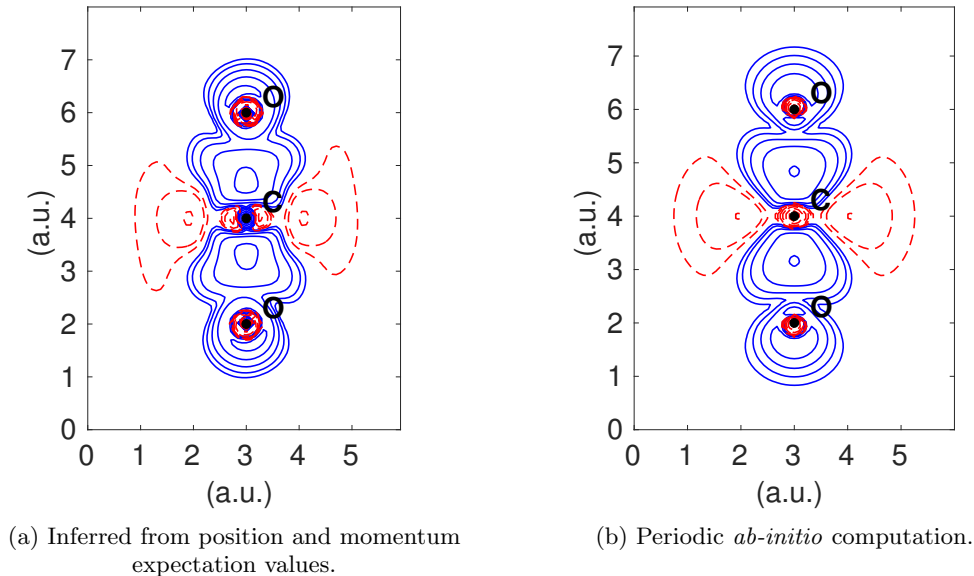 7
6
5
4
3
2
1
0
0
1
2
3
4
5
(a.u.)
(a.u.)
O
C
O
7
6
5
4
3
2
1
0
0
1
2
3
4
5
(a.u.)
(a.u.)
O
C
O
(a) Inferred from position and momentum
expectation values.
(b) Periodic ab-initio computation.